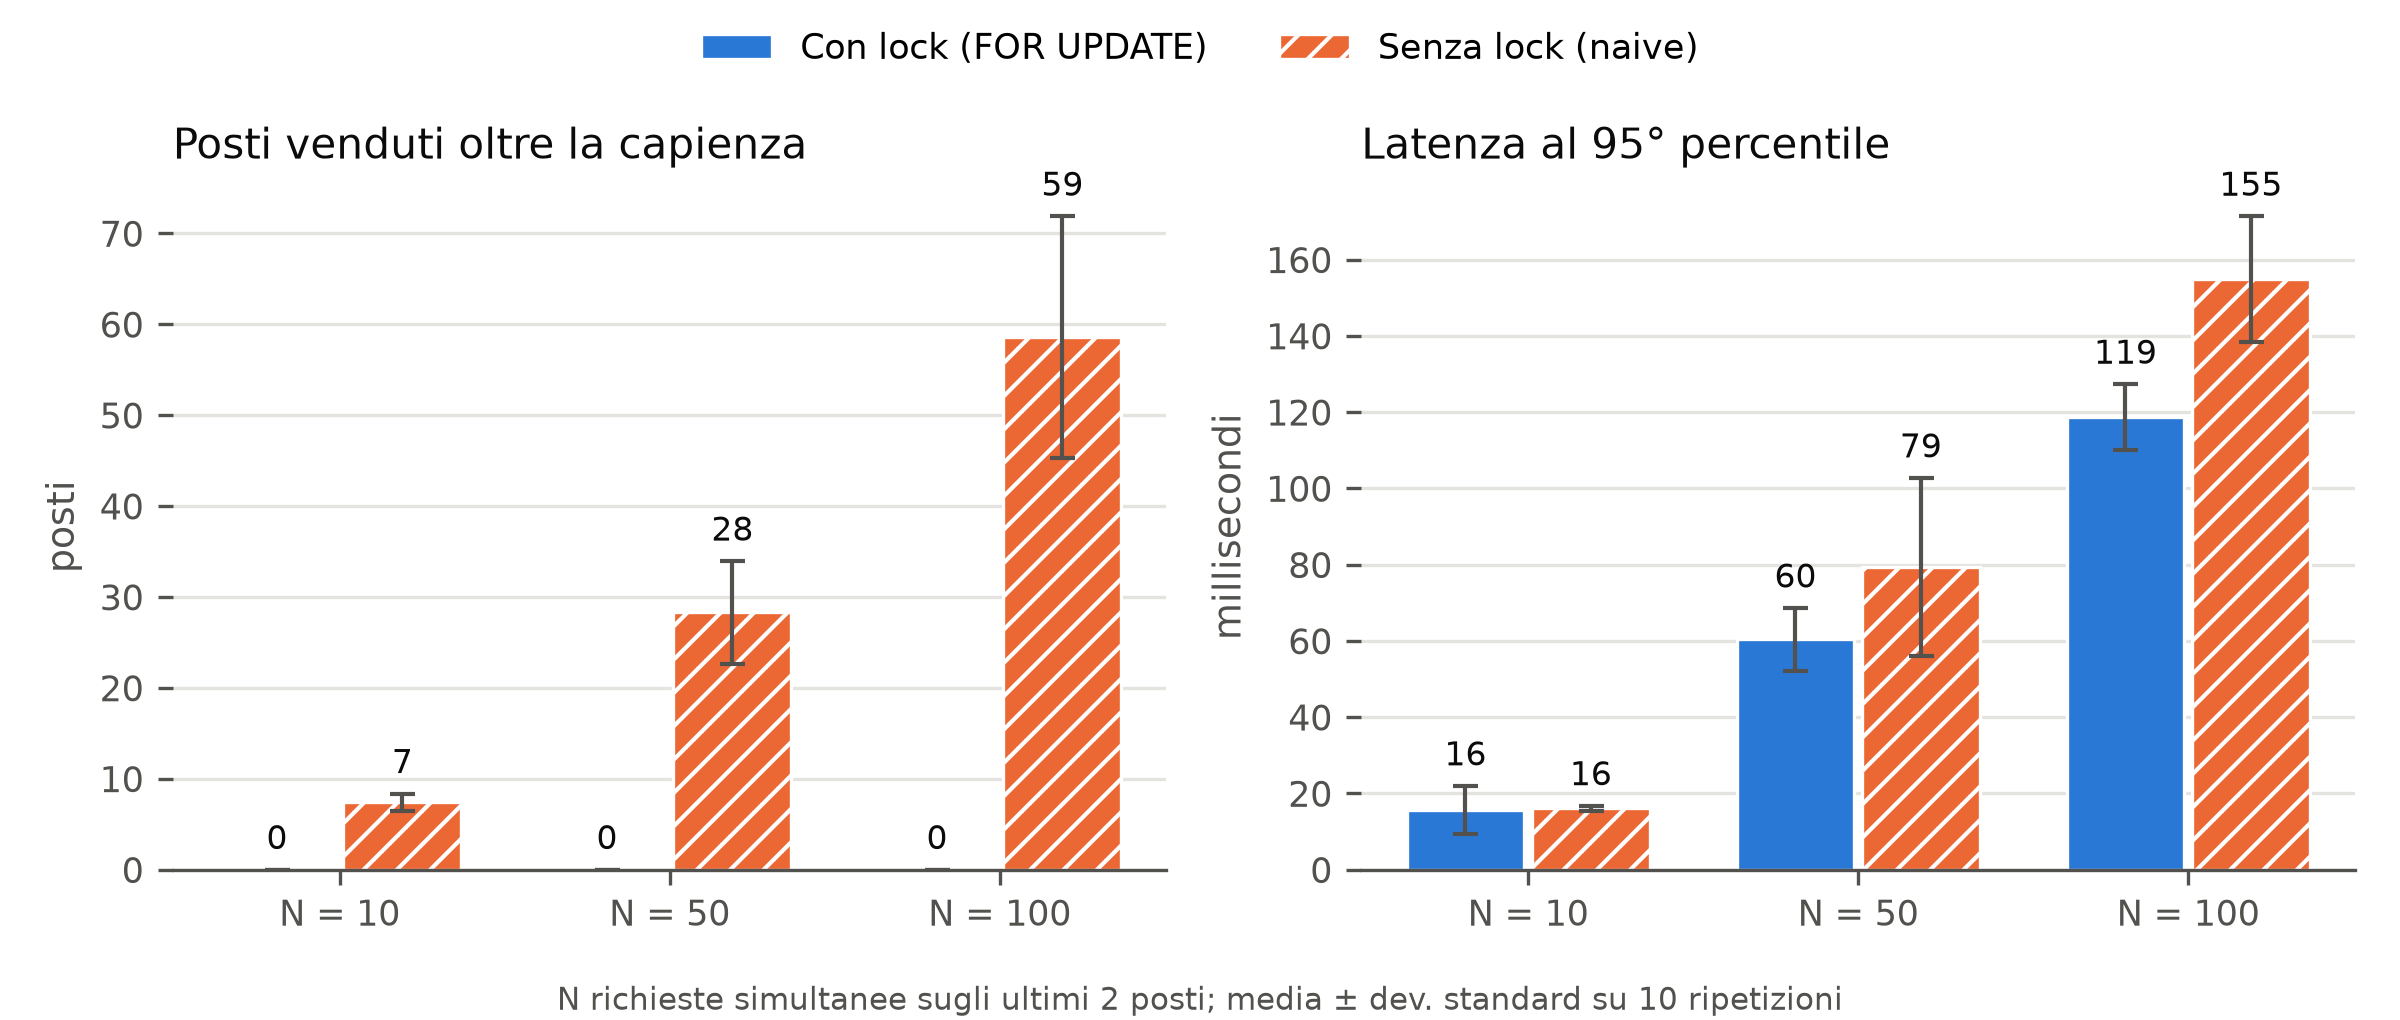 Con lock (FOR UPDATE)
Senza lock (naive)
Posti venduti oltre la capienza
posti
70
60
50
40
30
20
10
0
0
7
0
28
0
59
N = 10
N = 50
N = 100
Latenza al 95° percentile
millisecondi
160
140
120
100
80
60
40
20
0
16
16
60
79
119
155
N = 10
N = 50
N = 100
N richieste simultanee sugli ultimi 2 posti; media ± dev. standard su 10 ripetizioni